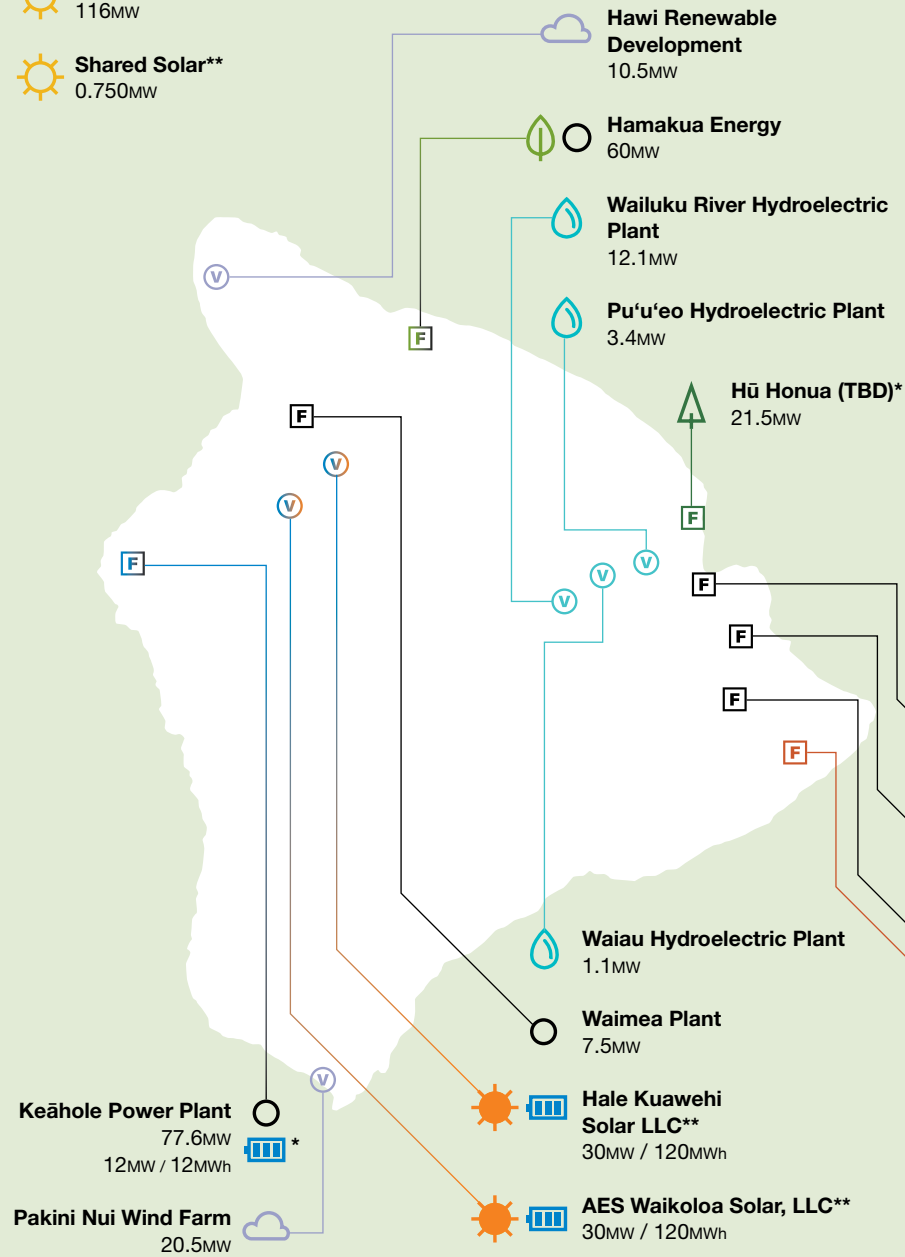 116MW
Shared Solar**
0.750MW
Hawi Renewable
Development
10.5MW
Hamakua Energy
60MW
Wailuku River Hydroelectric
Plant
12.1MW
Pu‘u‘eo Hydroelectric Plant
3.4MW
Hū Honua (TBD)*
21.5MW
V
F
F
V
V
F
F
V
V
V
F
F
F
F
Waiau Hydroelectric Plant
1.1MW
Waimea Plant
7.5MW
V
Hale Kuawehi
Solar LLC**
30MW / 120MWh
Keāhole Power Plant
77.6MW
*
12MW / 12MWh
AES Waikoloa Solar, LLC**
30MW / 120MWh
Pakini Nui Wind Farm
20.5MW